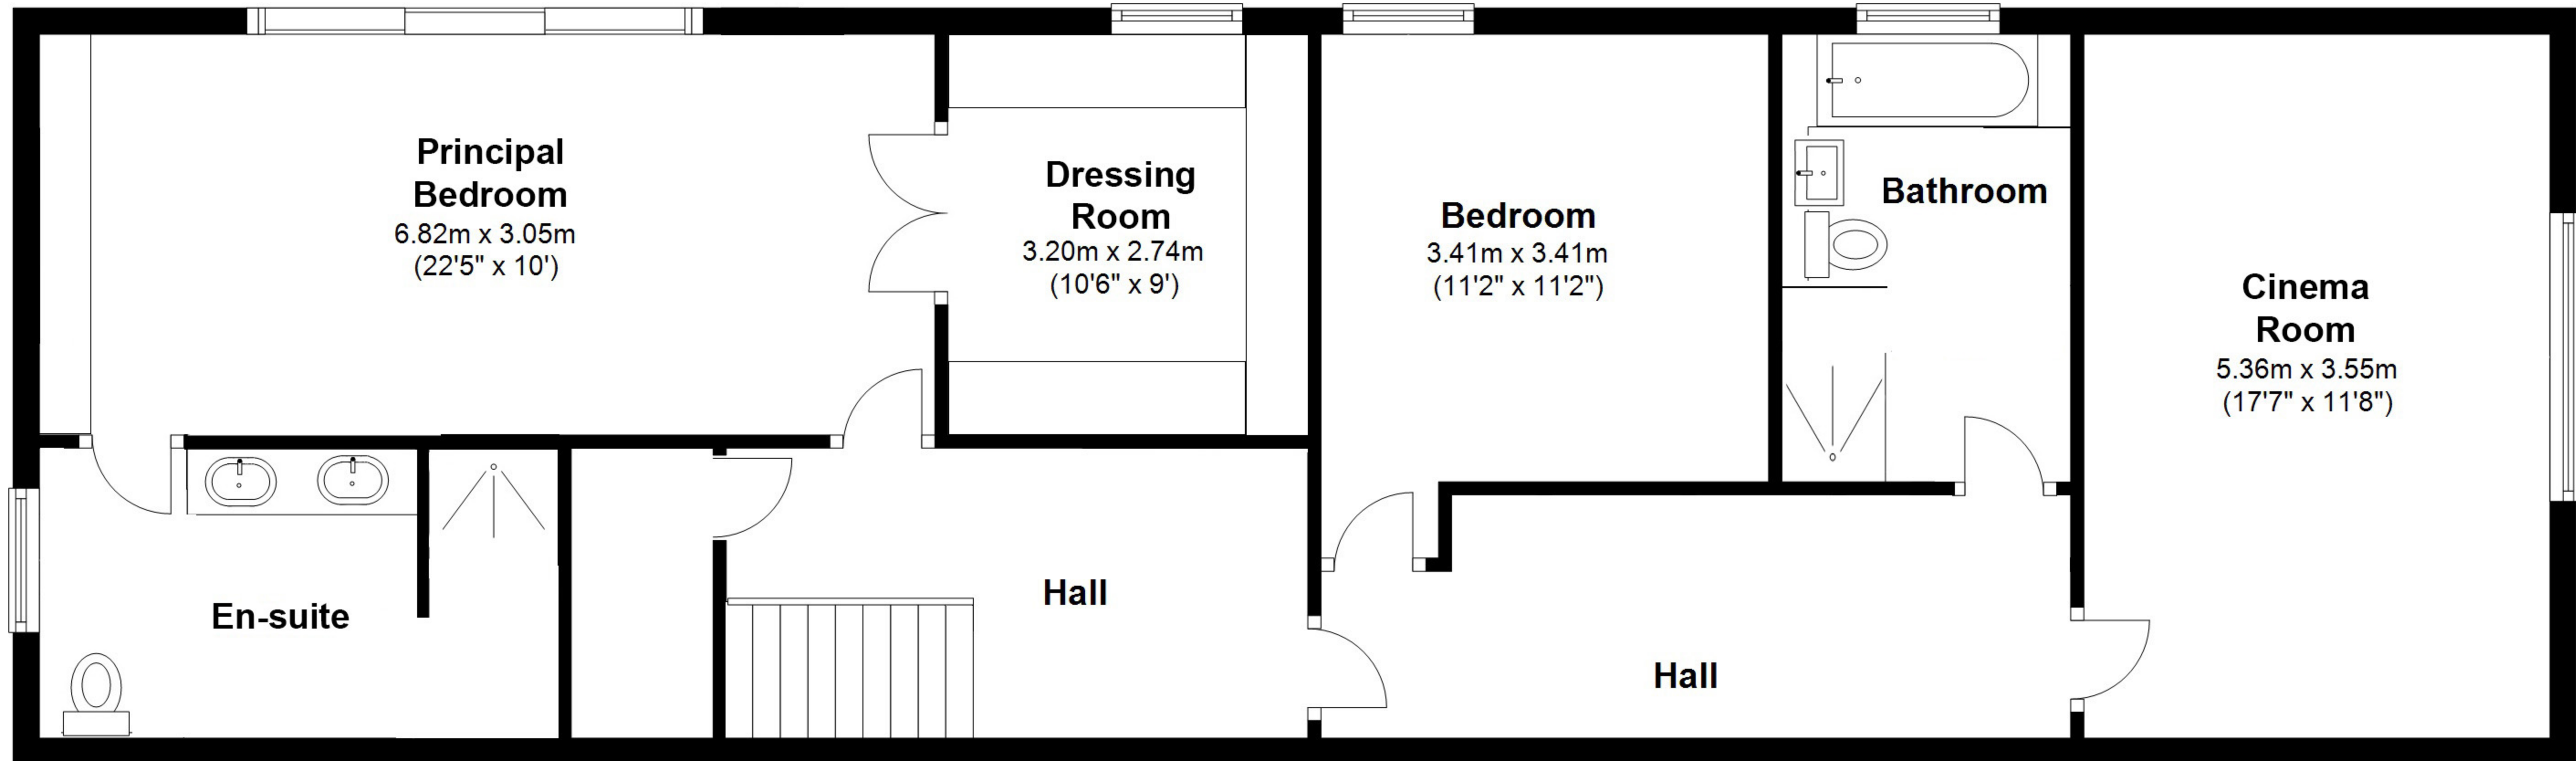 Principal
Bedroom
6.82m x 3.05m
(22'5" x 10')
Dressing
Room
3.20m x 2.74m
(10'6" x 9')
Bedroom
3.41m x 3.41m
(11'2" x 11'2")
Bathroom
Cinema
Room
5.36m x 3.55m
(17'7" x 11'8")
En-suite
Hall
Hall